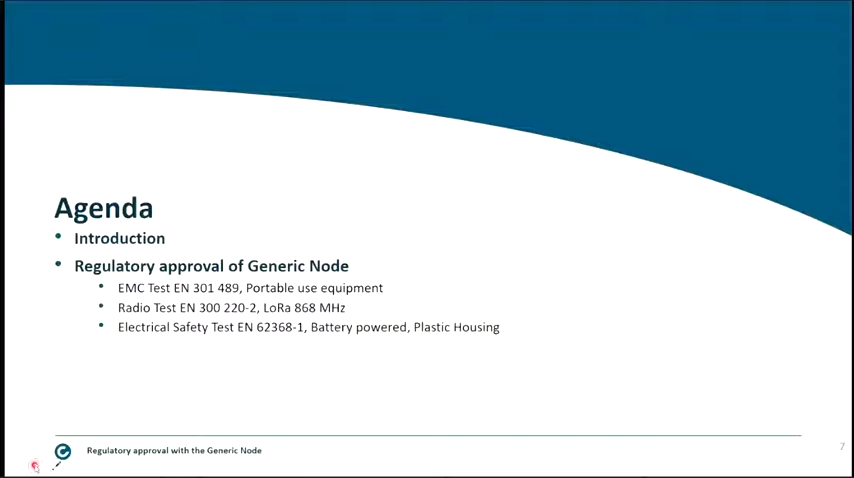 Agenda
• Introduction
• Regulatory approval of Generic Node
• EMC Test EN 301 489, Portable use equipment
• Radio Test EN 300 220-2, LoRa 868 MHz
• Electrical Safety Test EN 62368-1, Battery powered, Plastic Housing
Regulatory approval with the Generic Node
7